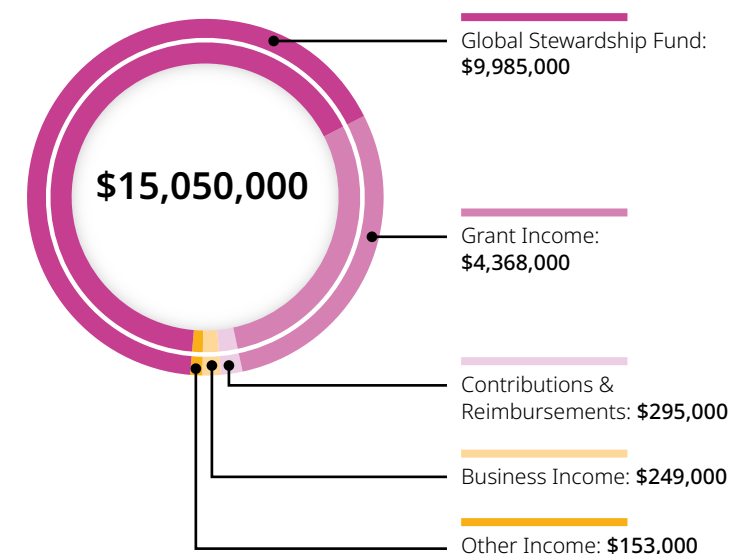 Global Stewardship Fund:
$9,985,000
$15,050,000
Grant Income:
$4,368,000
Contributions &
Reimbursements: $295,000
Business Income: $249,000
Other Income: $153,000